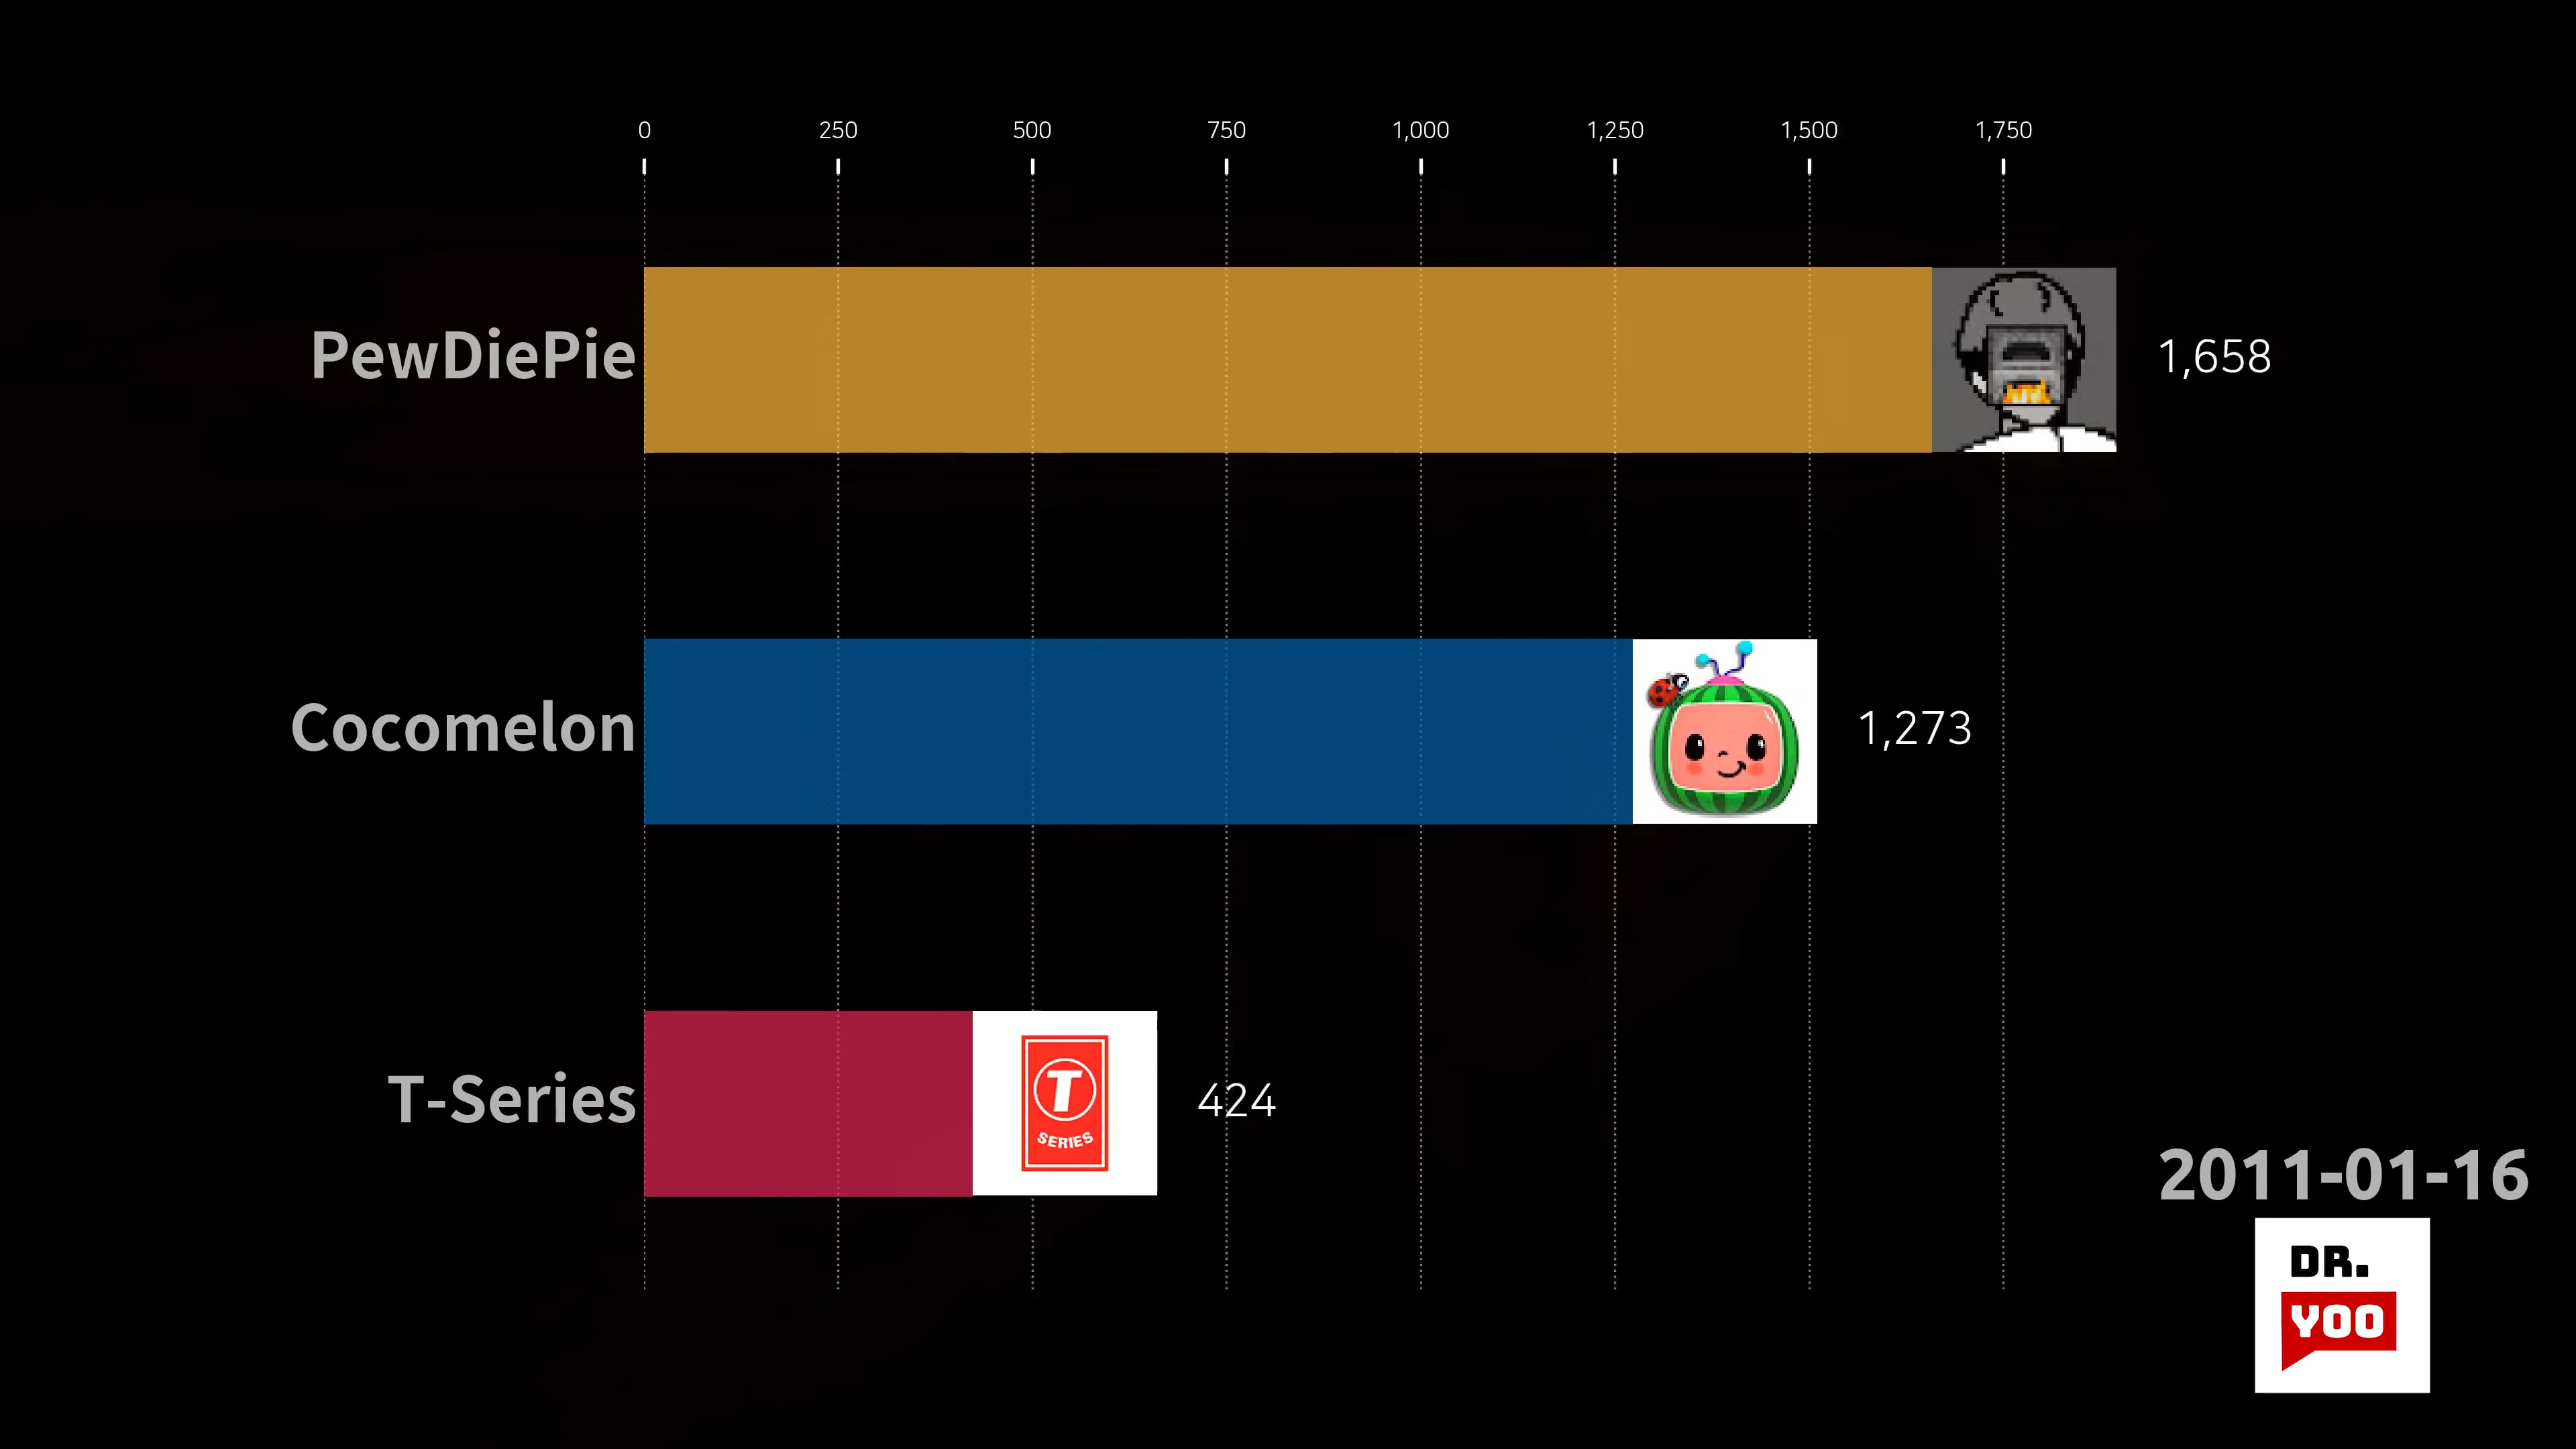 0 250 500 750 1,000 1,250 1,500 1,750
PewDiePie 1,658
Cocomelon 1,273
T-Series T SERIES 424
2011-01-16
DR.
YOO